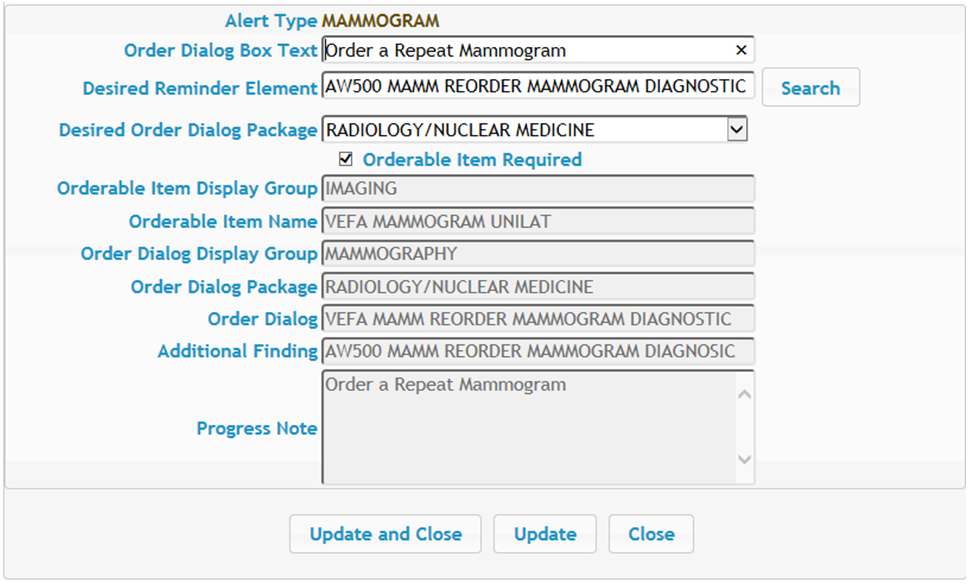 Alert Type MAMMOGRAM
Order Dialog Box Text Order a Repeat Mammogram ×
Desired Reminder Element AW500 MAMM REORDER MAMMOGRAM DIAGNOSTIC Search
Desired Order Dialog Package RADIOLOGY/NUCLEAR MEDICINE
Orderable Item Required
Orderable Item Display Group IMAGING
Orderable Item Name VEFA MAMMOGRAM UNILAT
Order Dialog Display Group MAMMOGRAPHY
Order Dialog Package RADIOLOGY/NUCLEAR MEDICINE
Order Dialog VEFA MAMM REORDER MAMMOGRAM DIAGNOSTIC
Additional Finding AW500 MAMM REORDER MAMMOGRAM DIAGNOSIC
Progress Note Order a Repeat Mammogram
Update and Close Update Close